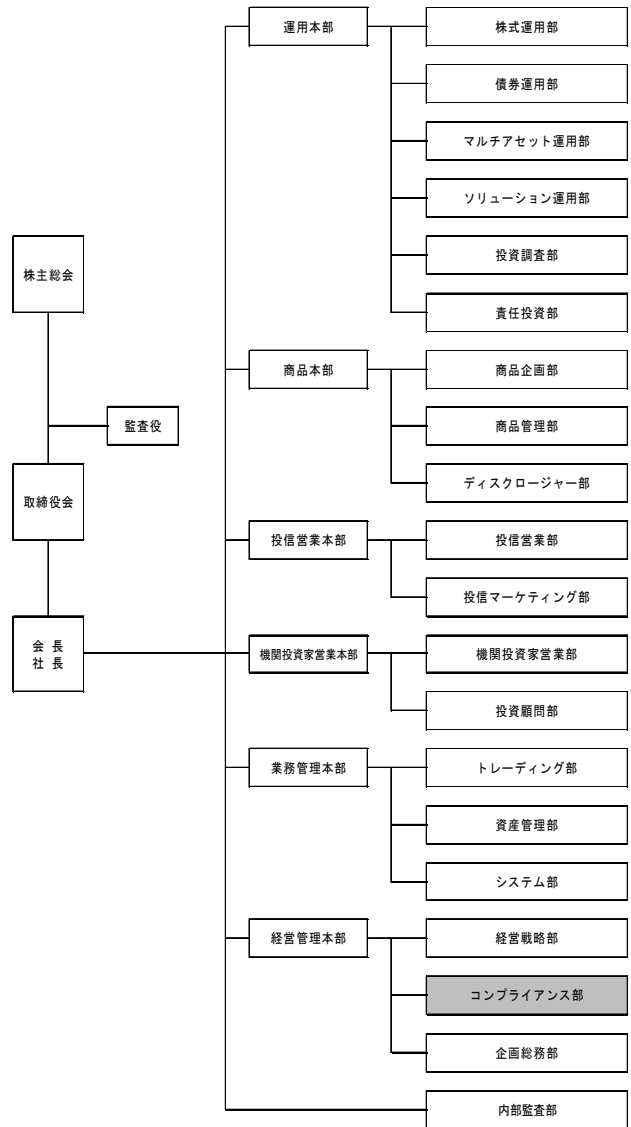 株主総会
監査役
取締役会
会 長
社 長
運用本部
株式運用部
債券運用部
マルチアセット運用部
ソリューション運用部
投資調査部
責任投資部
商品本部
商品企画部
商品管理部
ディスクロージャー部
投信営業本部
投信営業部
投信マーケティング部
機関投資家営業本部
機関投資家営業部
投資顧問部
業務管理本部
トレーディング部
資産管理部
システム部
経営管理本部
経営戦略部
コンプライアンス部
企画総務部
内部監査部